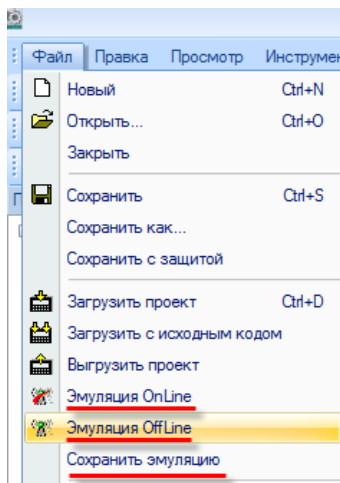 Файл Правка Просмотр
Новый Ctrl+N
Открыть... Ctrl+O
Закрыть
Сохранить Ctrl+S
Сохранить как...
Сохранить с защитой
Загрузить проект Ctrl+D
Загрузить с исходным кодом
Выгрузить проект
Эмуляция OnLine
Эмуляция OffLine
Сохранить эмуляцию